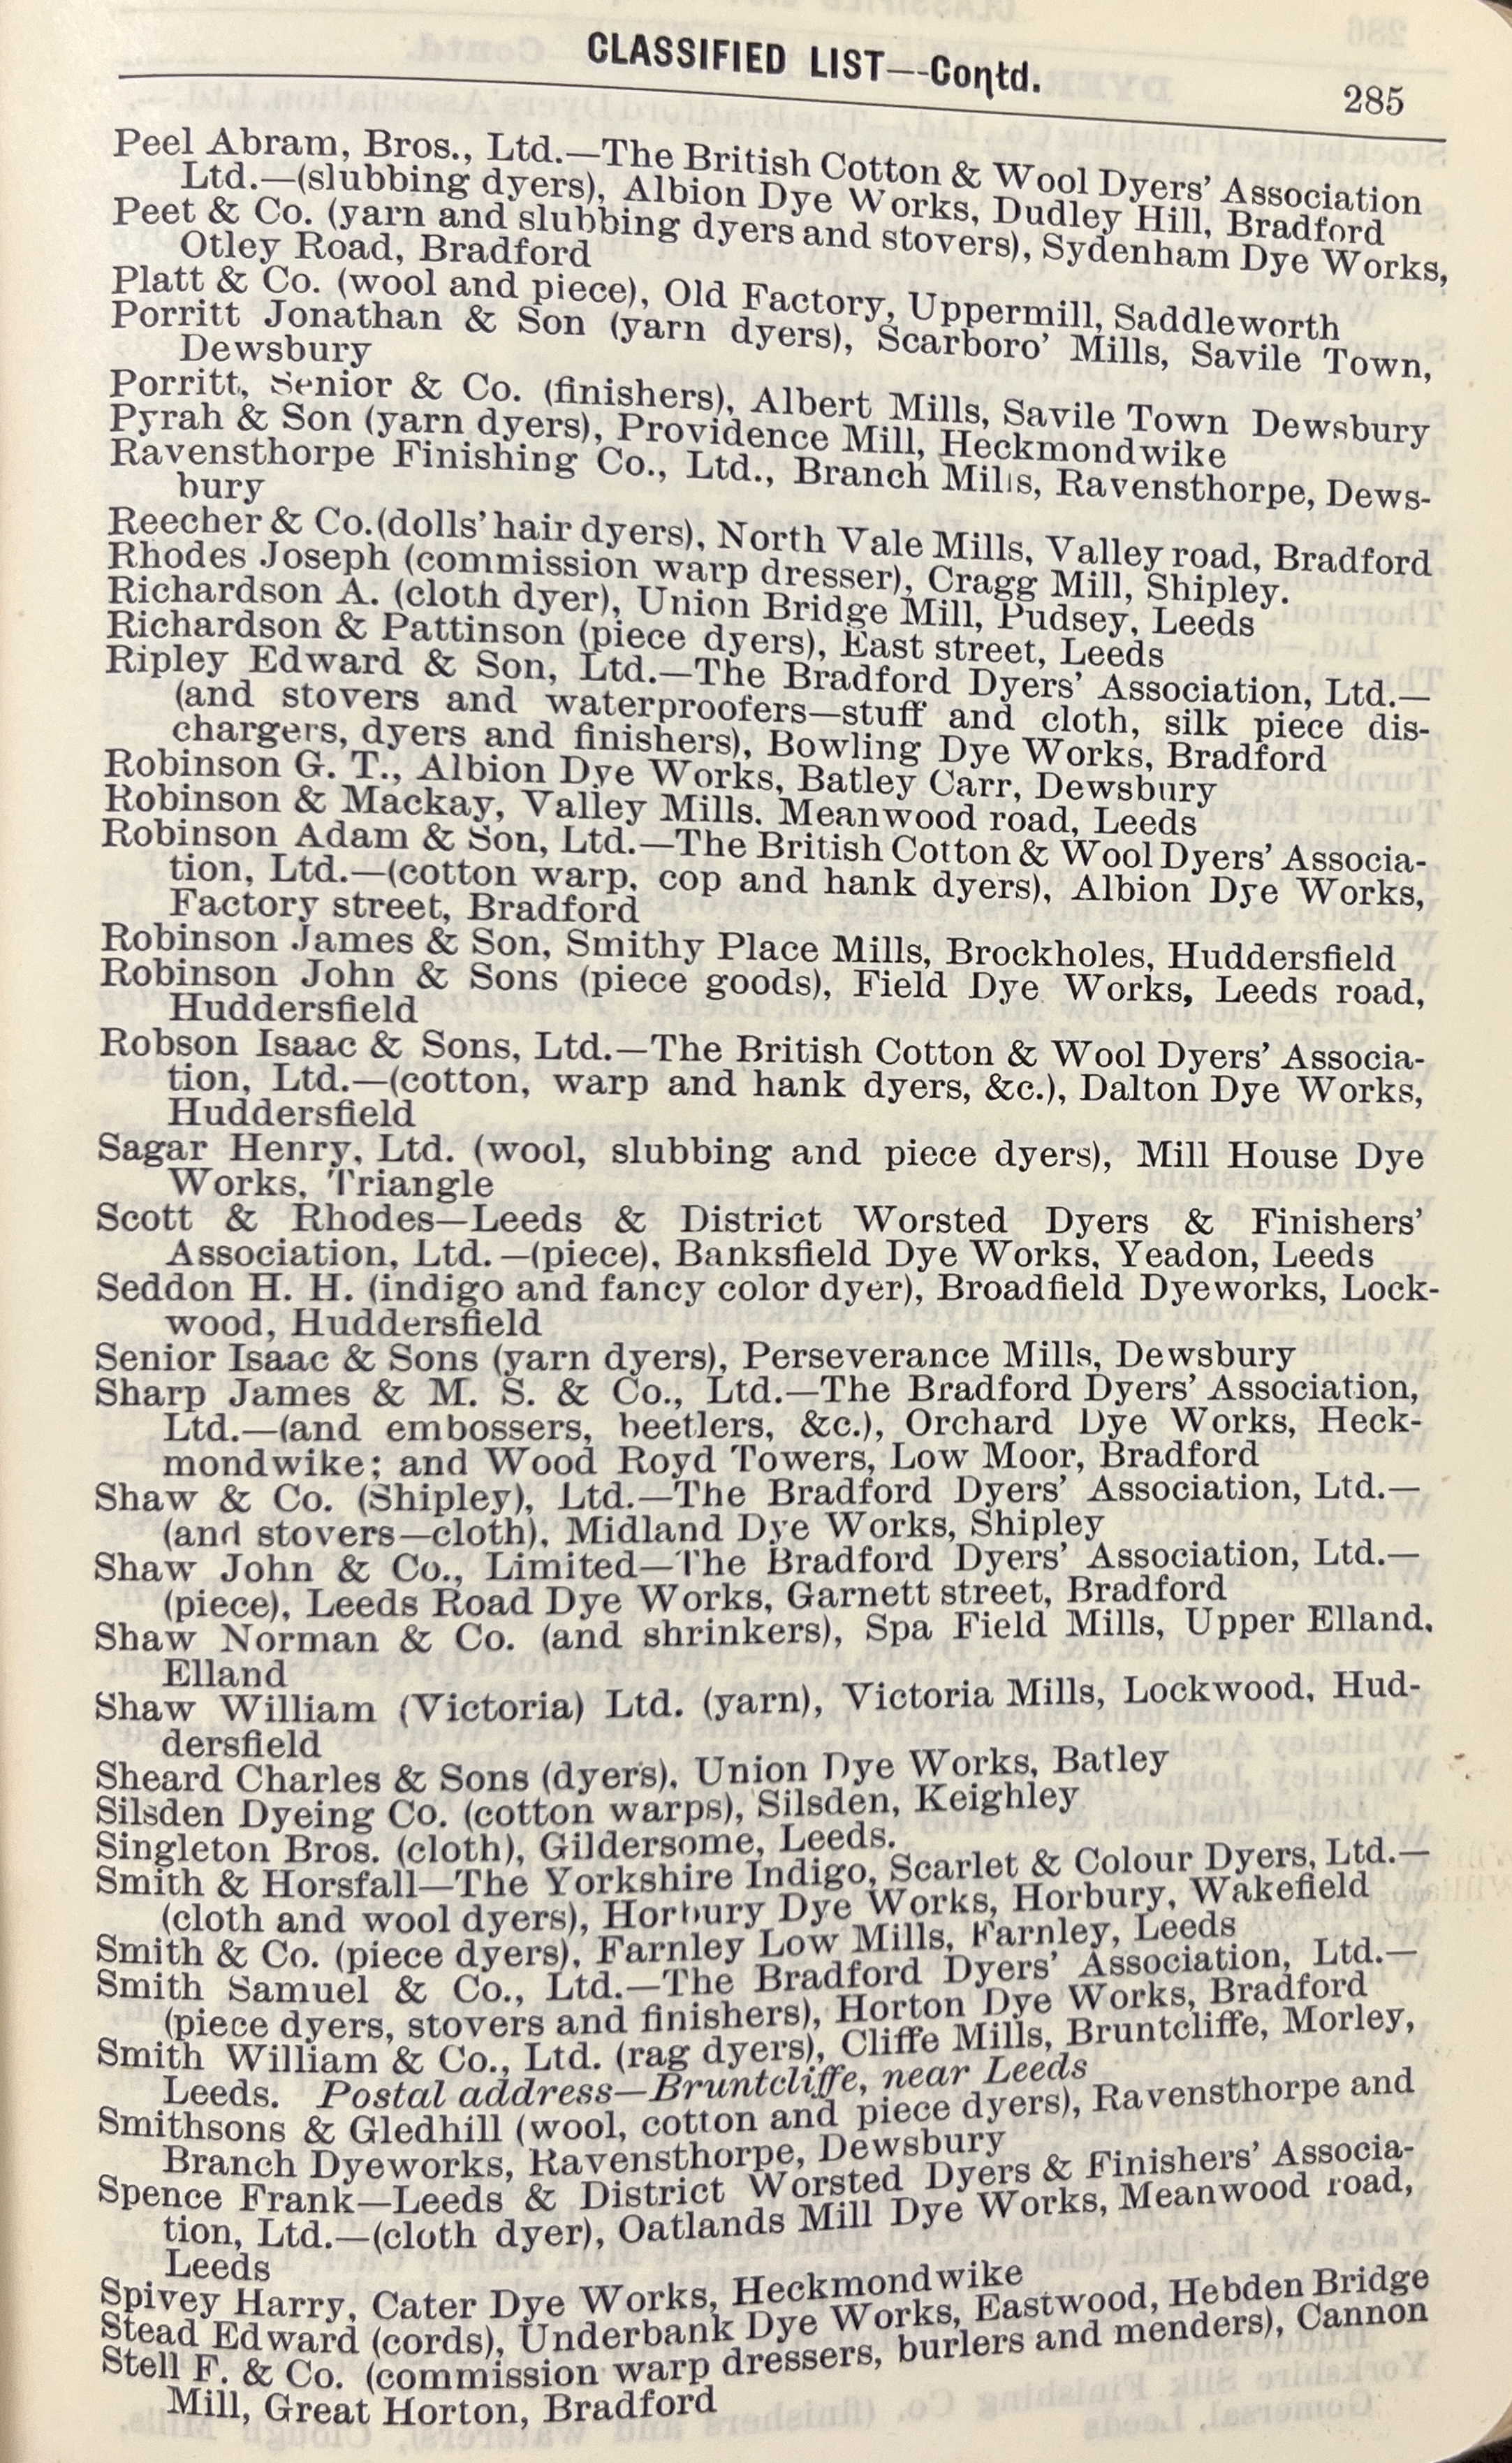 CLASSIFIED LIST—Contd.
285
Peel Abram, Bros., Ltd.—The British Cotton & Wool Dyers' Association
Ltd.—(slubbing dyers), Albion Dye Works, Dudley Hill, Bradford
Peet & Co. (yarn and slubbing dyers and stovers), Sydenham Dye Works,
Otley Road, Bradford
Platt & Co. (wool and piece), Old Factory, Uppermill, Saddleworth
Porritt Jonathan & Son (yarn dyers), Scarboro' Mills, Savile Town,
Dewsbury
Porritt, Senior & Co. (finishers), Albert Mills, Savile Town Dewsbury
Pyrah & Son (yarn dyers), Providence Mill, Heckmondwike
Ravensthorpe Finishing Co., Ltd., Branch Mills, Ravensthorpe, Dews-
bury
Reecher & Co.(dolls' hair dyers), North Vale Mills, Valley road, Bradford
Rhodes Joseph (commission warp dresser), Cragg Mill, Shipley.
Richardson A. (cloth dyer), Union Bridge Mill, Pudsey, Leeds
Richardson & Pattinson (piece dyers), East street, Leeds
Ripley Edward & Son, Ltd.—The Bradford Dyers' Association, Ltd.—
(and stovers and waterproofers—stuff and cloth, silk piece dis-
chargers, dyers and finishers), Bowling Dye Works, Bradford
Robinson G. T., Albion Dye Works, Batley Carr, Dewsbury
Robinson & Mackay, Valley Mills. Meanwood road, Leeds
Robinson Adam & Son, Ltd.—The British Cotton & Wool Dyers' Associa-
tion, Ltd.—(cotton warp, cop and hank dyers), Albion Dye Works,
Factory street, Bradford
Robinson James & Son, Smithy Place Mills, Brockholes, Huddersfield
Robinson John & Sons (piece goods), Field Dye Works, Leeds road,
Huddersfield
Robson Isaac & Sons, Ltd.—The British Cotton & Wool Dyers' Associa-
tion, Ltd.—(cotton, warp and hank dyers, &c.), Dalton Dye Works,
Huddersfield
Sagar Henry, Ltd. (wool, slubbing and piece dyers), Mill House Dye
Works, Triangle
Scott & Rhodes—Leeds & District Worsted Dyers & Finishers'
Association, Ltd.—(piece), Banksfield Dye Works, Yeadon, Leeds
Seddon H. H. (indigo and fancy color dyer), Broadfield Dyeworks, Lock-
wood, Huddersfield
Senior Isaac & Sons (yarn dyers), Perseverance Mills, Dewsbury
Sharp James & M. S. & Co., Ltd.—The Bradford Dyers' Association,
Ltd.—(and embossers, beetlers, &c.), Orchard Dye Works, Heck-
mondwike; and Wood Royd Towers, Low Moor, Bradford
Shaw & Co. (Shipley), Ltd.—The Bradford Dyers' Association, Ltd.—
(and stovers—cloth), Midland Dye Works, Shipley
Shaw John & Co., Limited—The Bradford Dyers' Association, Ltd.—
(piece), Leeds Road Dye Works, Garnett street, Bradford
Shaw Norman & Co. (and shrinkers), Spa Field Mills, Upper Elland,
Elland
Shaw William (Victoria) Ltd. (yarn), Victoria Mills, Lockwood, Hud-
dersfield
Sheard Charles & Sons (dyers), Union Dye Works, Batley
Silsden Dyeing Co. (cotton warps), Silsden, Keighley
Singleton Bros. (cloth), Gildersome, Leeds.
Smith & Horsfall—The Yorkshire Indigo, Scarlet & Colour Dyers, Ltd.—
(cloth and wool dyers), Horbury Dye Works, Horbury, Wakefield
Smith & Co. (piece dyers), Farnley Low Mills, Farnley, Leeds
Smith Samuel & Co., Ltd.—The Bradford Dyers' Association, Ltd.—
(piece dyers, stovers and finishers), Horton Dye Works, Bradford
Smith William & Co., Ltd. (rag dyers), Cliffe Mills, Bruntcliffe, Morley,
Leeds. Postal address—Bruntcliffe, near Leeds
Smithsons & Gledhill (wool, cotton and piece dyers), Ravensthorpe and
Branch Dyeworks, Ravensthorpe, Dewsbury
Spence Frank—Leeds & District Worsted Dyers & Finishers' Associa-
tion, Ltd.—(cloth dyer), Oatlands Mill Dye Works, Meanwood road,
Leeds
Spivey Harry, Cater Dye Works, Heckmondwike
Stead Edward (cords), Underbank Dye Works, Eastwood, Hebden Bridge
Stell F. & Co. (commission warp dressers, burlers and menders), Cannon
Mill, Great Horton, Bradford